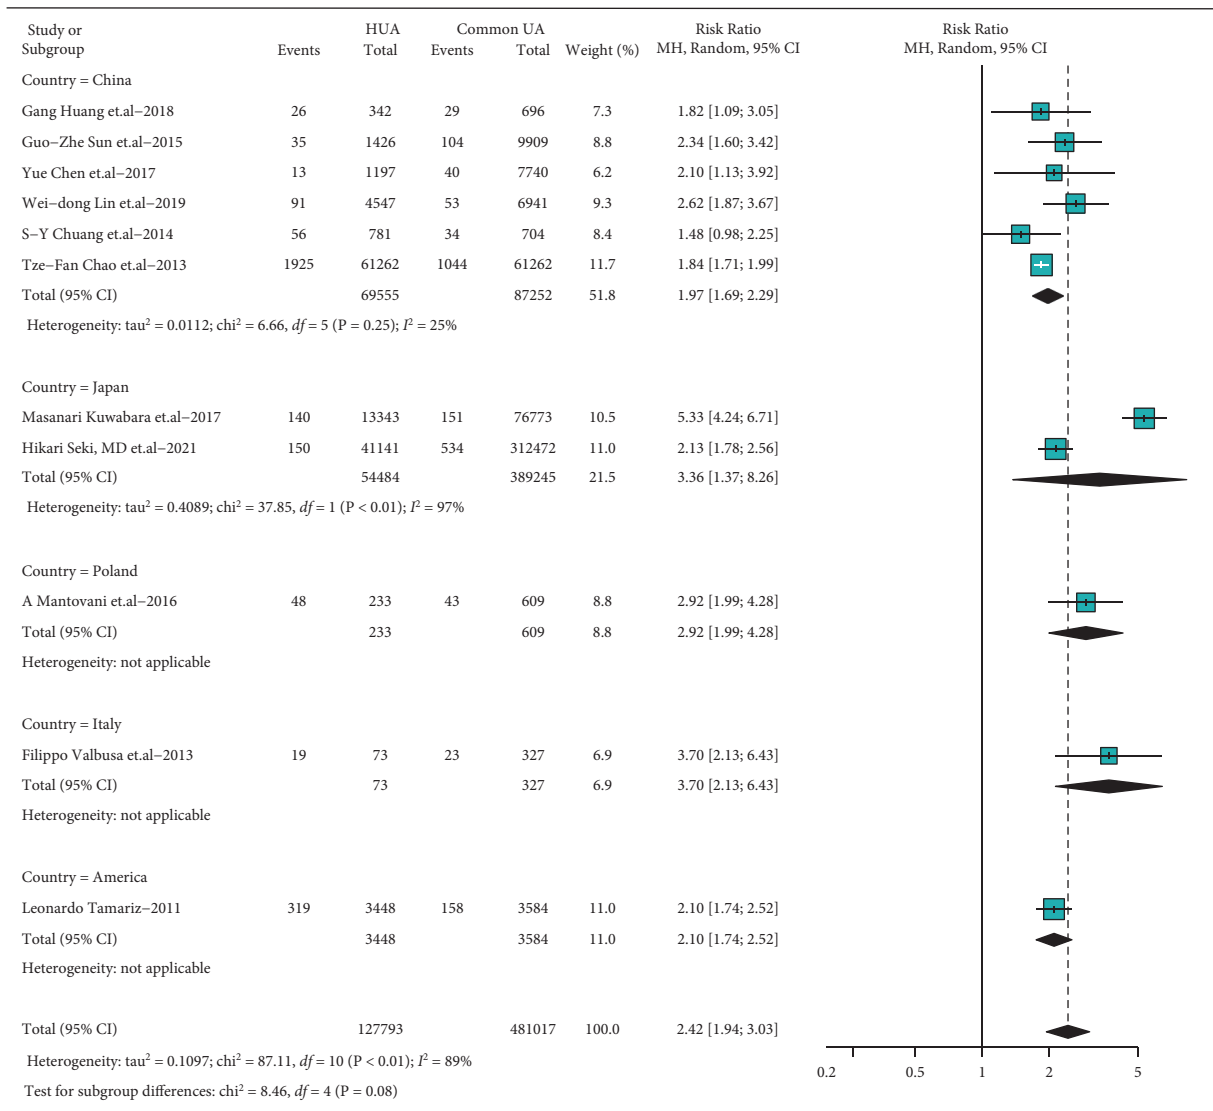 Study or HUA Common UA Risk Ratio Risk Ratio
Subgroup Events Total Events Total Weight (%) MH, Random, 95% CI MH, Random, 95% CI
Country = China
Gang Huang et.al−2018 26 342 29 696 7.3 1.82 [1.09; 3.05]
Guo−Zhe Sun et.al−2015 35 1426 104 9909 8.8 2.34 [1.60; 3.42]
Yue Chen et.al−2017 13 1197 40 7740 6.2 2.10 [1.13; 3.92]
Wei−dong Lin et.al−2019 91 4547 53 6941 9.3 2.62 [1.87; 3.67]
S−Y Chuang et.al−2014 56 781 34 704 8.4 1.48 [0.98; 2.25]
Tze−Fan Chao et.al−2013 1925 61262 1044 61262 11.7 1.84 [1.71; 1.99]
Total (95% CI) 69555 87252 51.8 1.97 [1.69; 2.29]
Heterogeneity: tau² = 0.0112; chi² = 6.66, df = 5 (P = 0.25); I² = 25%
Country = Japan
Masanari Kuwabara et.al−2017 140 13343 151 76773 10.5 5.33 [4.24; 6.71]
Hikari Seki, MD et.al−2021 150 41141 534 312472 11.0 2.13 [1.78; 2.56]
Total (95% CI) 54484 389245 21.5 3.36 [1.37; 8.26]
Heterogeneity: tau² = 0.4089; chi² = 37.85, df = 1 (P < 0.01); I² = 97%
Country = Poland
A Mantovani et.al−2016 48 233 43 609 8.8 2.92 [1.99; 4.28]
Total (95% CI) 233 609 8.8 2.92 [1.99; 4.28]
Heterogeneity: not applicable
Country = Italy
Filippo Valbusa et.al−2013 19 73 23 327 6.9 3.70 [2.13; 6.43]
Total (95% CI) 73 327 6.9 3.70 [2.13; 6.43]
Heterogeneity: not applicable
Country = America
Leonardo Tamariz−2011 319 3448 158 3584 11.0 2.10 [1.74; 2.52]
Total (95% CI) 3448 3584 11.0 2.10 [1.74; 2.52]
Heterogeneity: not applicable
Total (95% CI) 127793 481017 100.0 2.42 [1.94; 3.03]
Heterogeneity: tau² = 0.1097; chi² = 87.11, df = 10 (P < 0.01); I² = 89%
0.2 0.5 1 2 5
Test for subgroup differences: chi² = 8.46, df = 4 (P = 0.08)